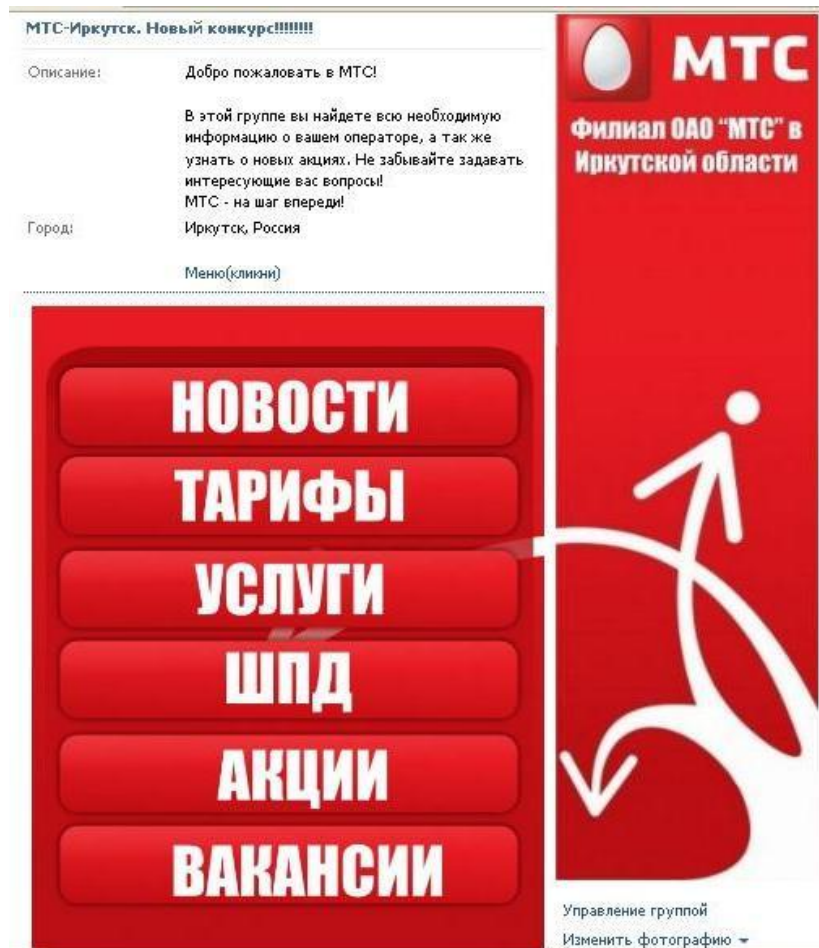 МТС-Иркутск. Новый конкурс!!!!!!!!
Описание:
Добро пожаловать в МТС!
В этой группе вы найдете всю необходимую
информацию о вашем операторе, а так же
узнать о новых акциях. Не забывайте задавать
интересующие вас вопросы!
МТС - на шаг впереди!
Город:
Иркутск, Россия
Меню(кликни)
НОВОСТИ
ТАРИФЫ
УСЛУГИ
ШПД
АКЦИИ
ВАКАНСИИ
МТС
Филиал ОАО "МТС" в
Иркутской области
Управление группой
Изменить фотографию